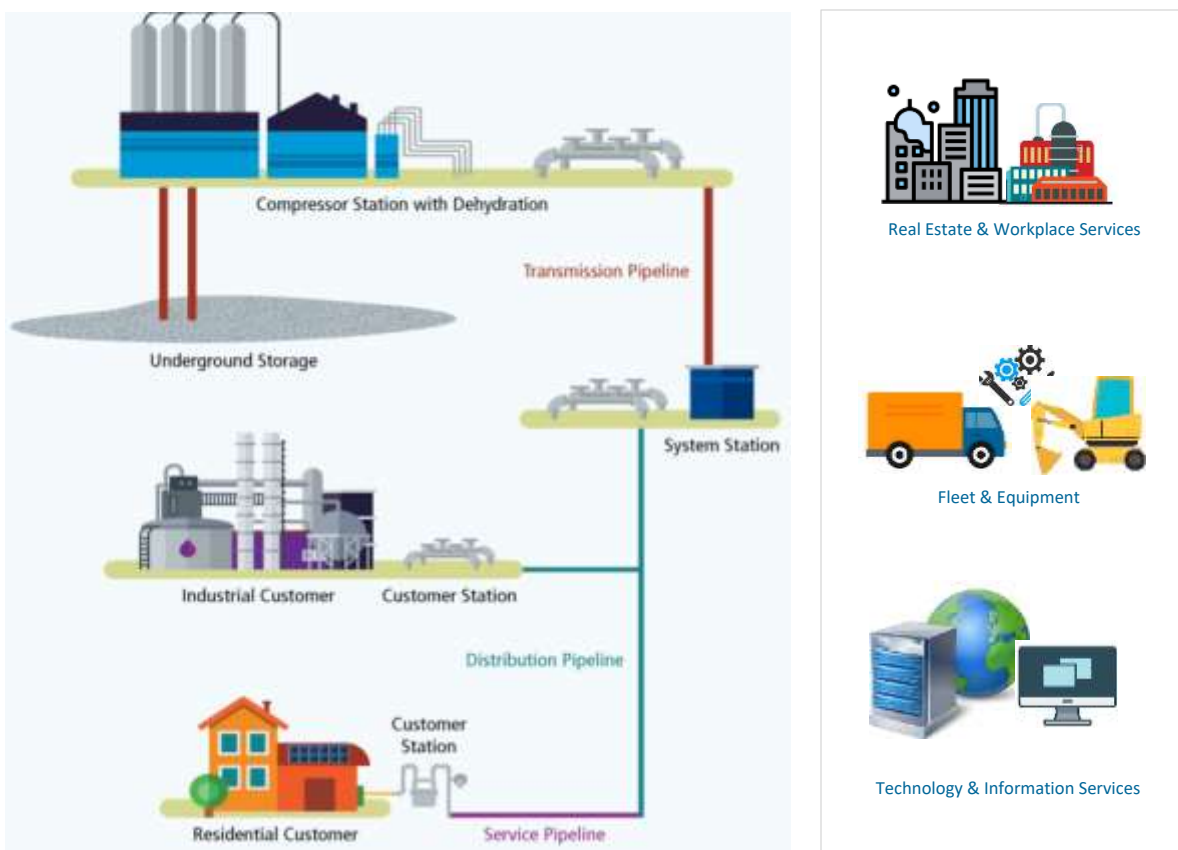 Compressor Station with Dehydration
Transmission Pipeline
Underground Storage
System Station
Industrial Customer
Customer Station
Distribution Pipeline
Customer
Station
Residential Customer
Service Pipeline
Real Estate & Workplace Services
Fleet & Equipment
Technology & Information Services